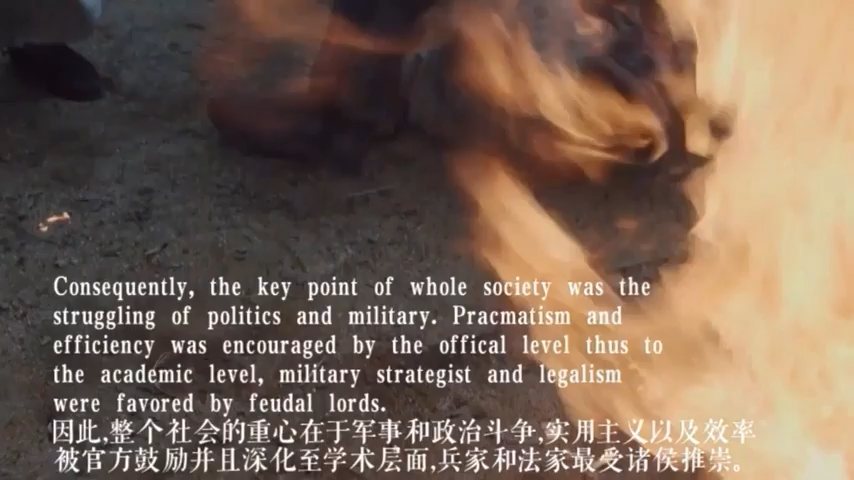 Consequently, the key point of whole society was the
struggling of politics and military. Pracmatism and
efficiency was encouraged by the offical level thus to
the academic level, military strategist and legalism
were favored by feudal lords.
因此,整个社会的重心在于军事和政治斗争,实用主义以及效率
被官方鼓励并且深化至学术层面,兵家和法家最受诸侯推崇。